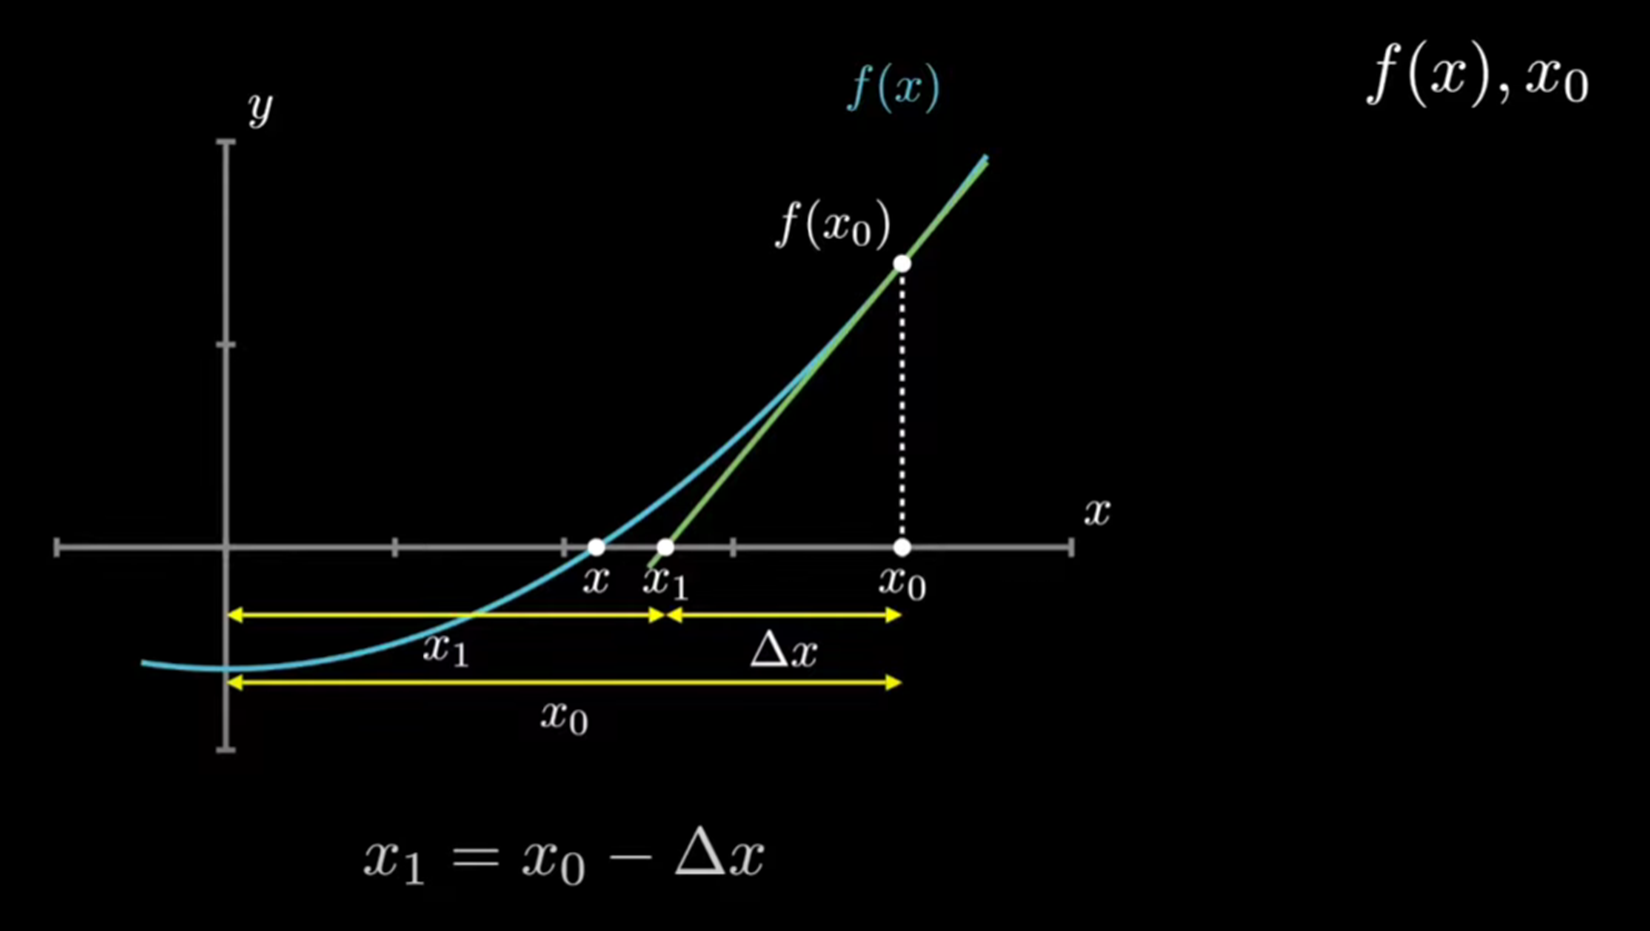 f(x), x₀
f(x)
y
f(x₀)
x
x x₁ x₀
x₁ Δx
x₀
x₁ = x₀ − Δx